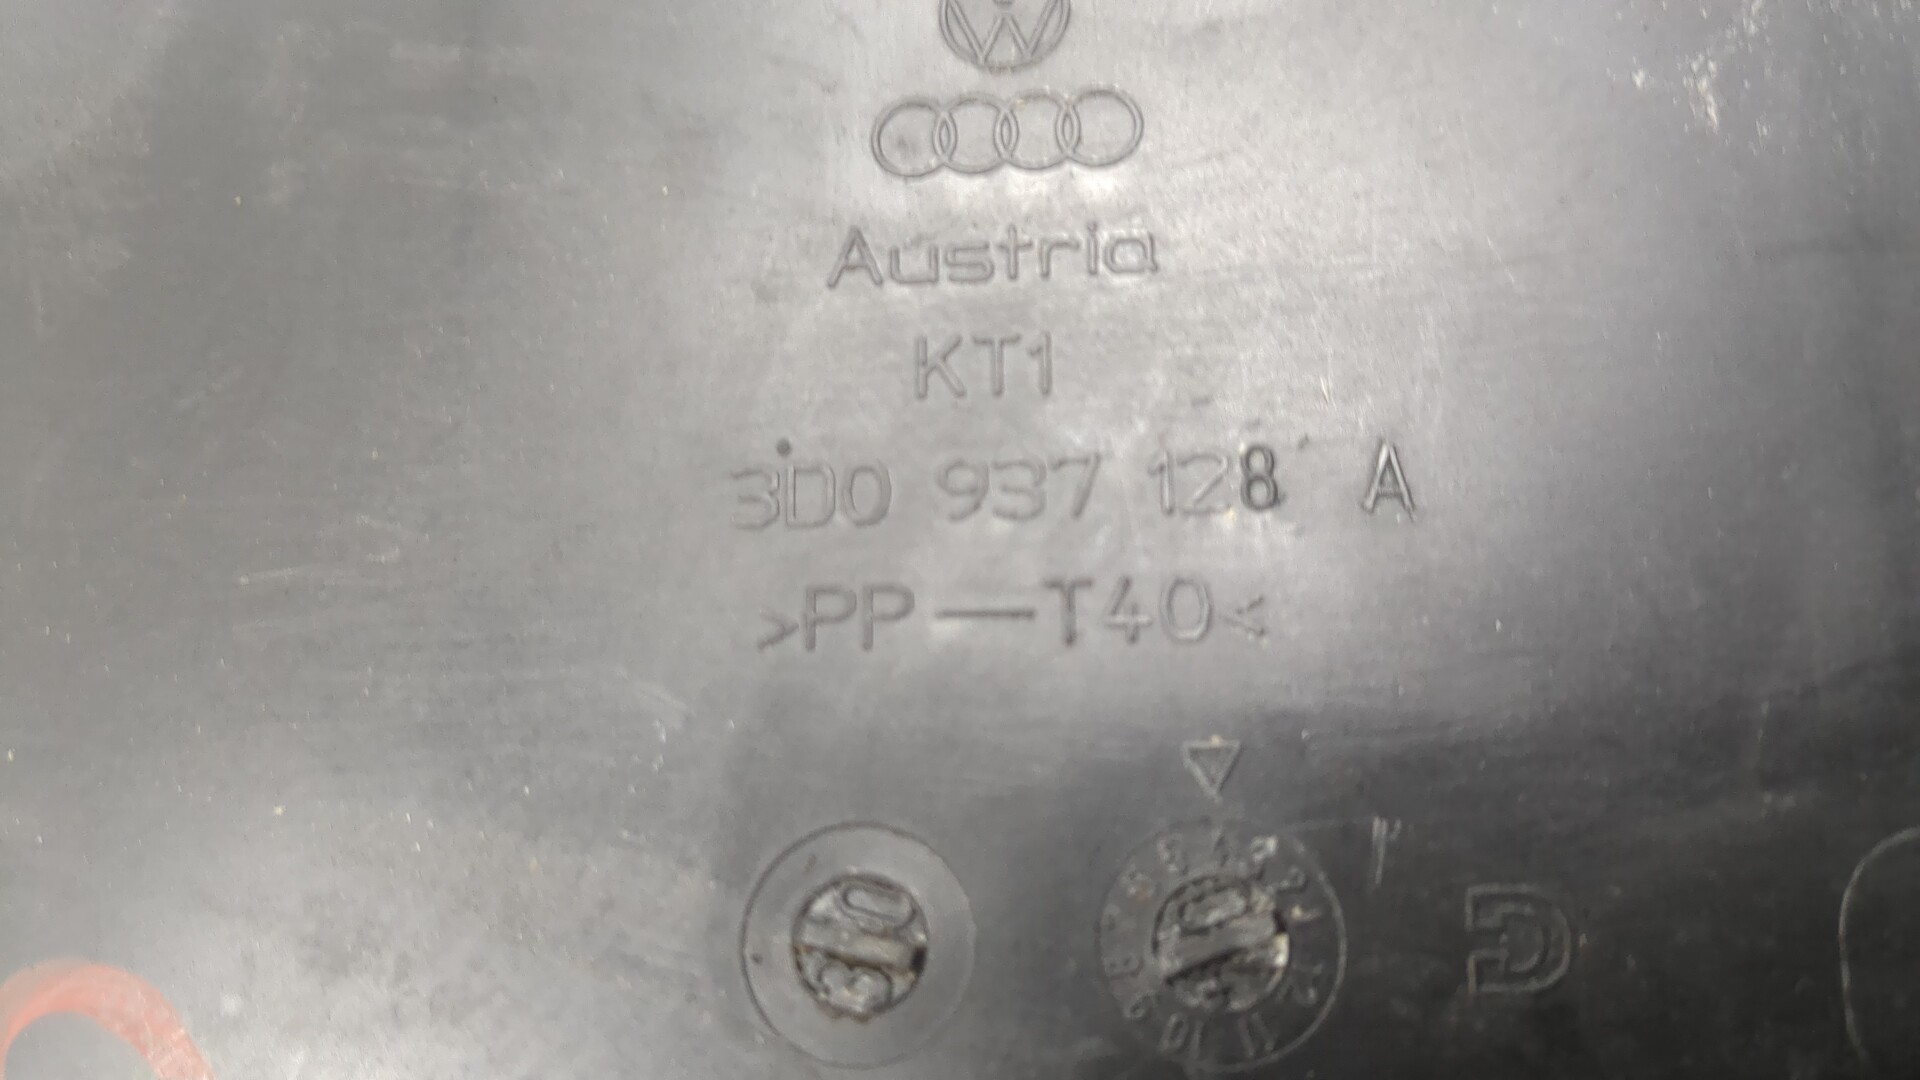 Austria
KT1
3D0 937 128 A
>PP—T40<